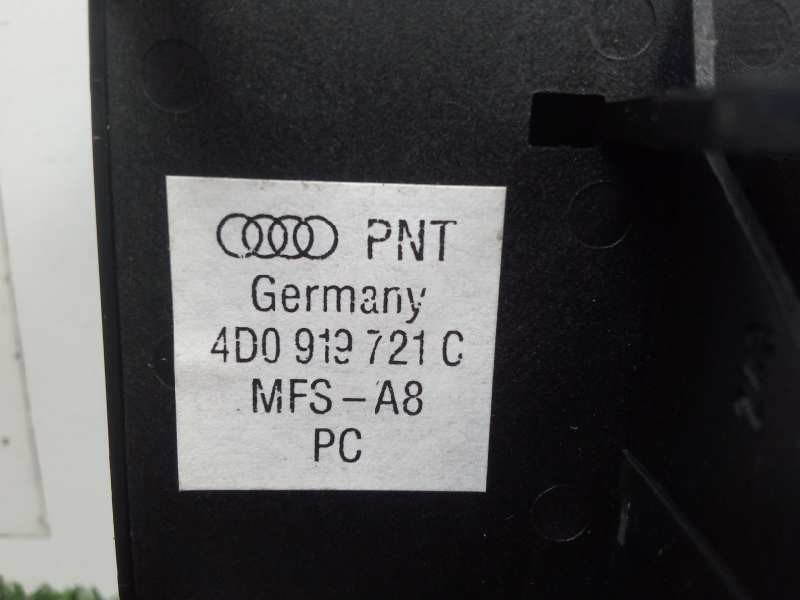 PNT
Germany
4D0 919 721 C
MFS-A8
PC